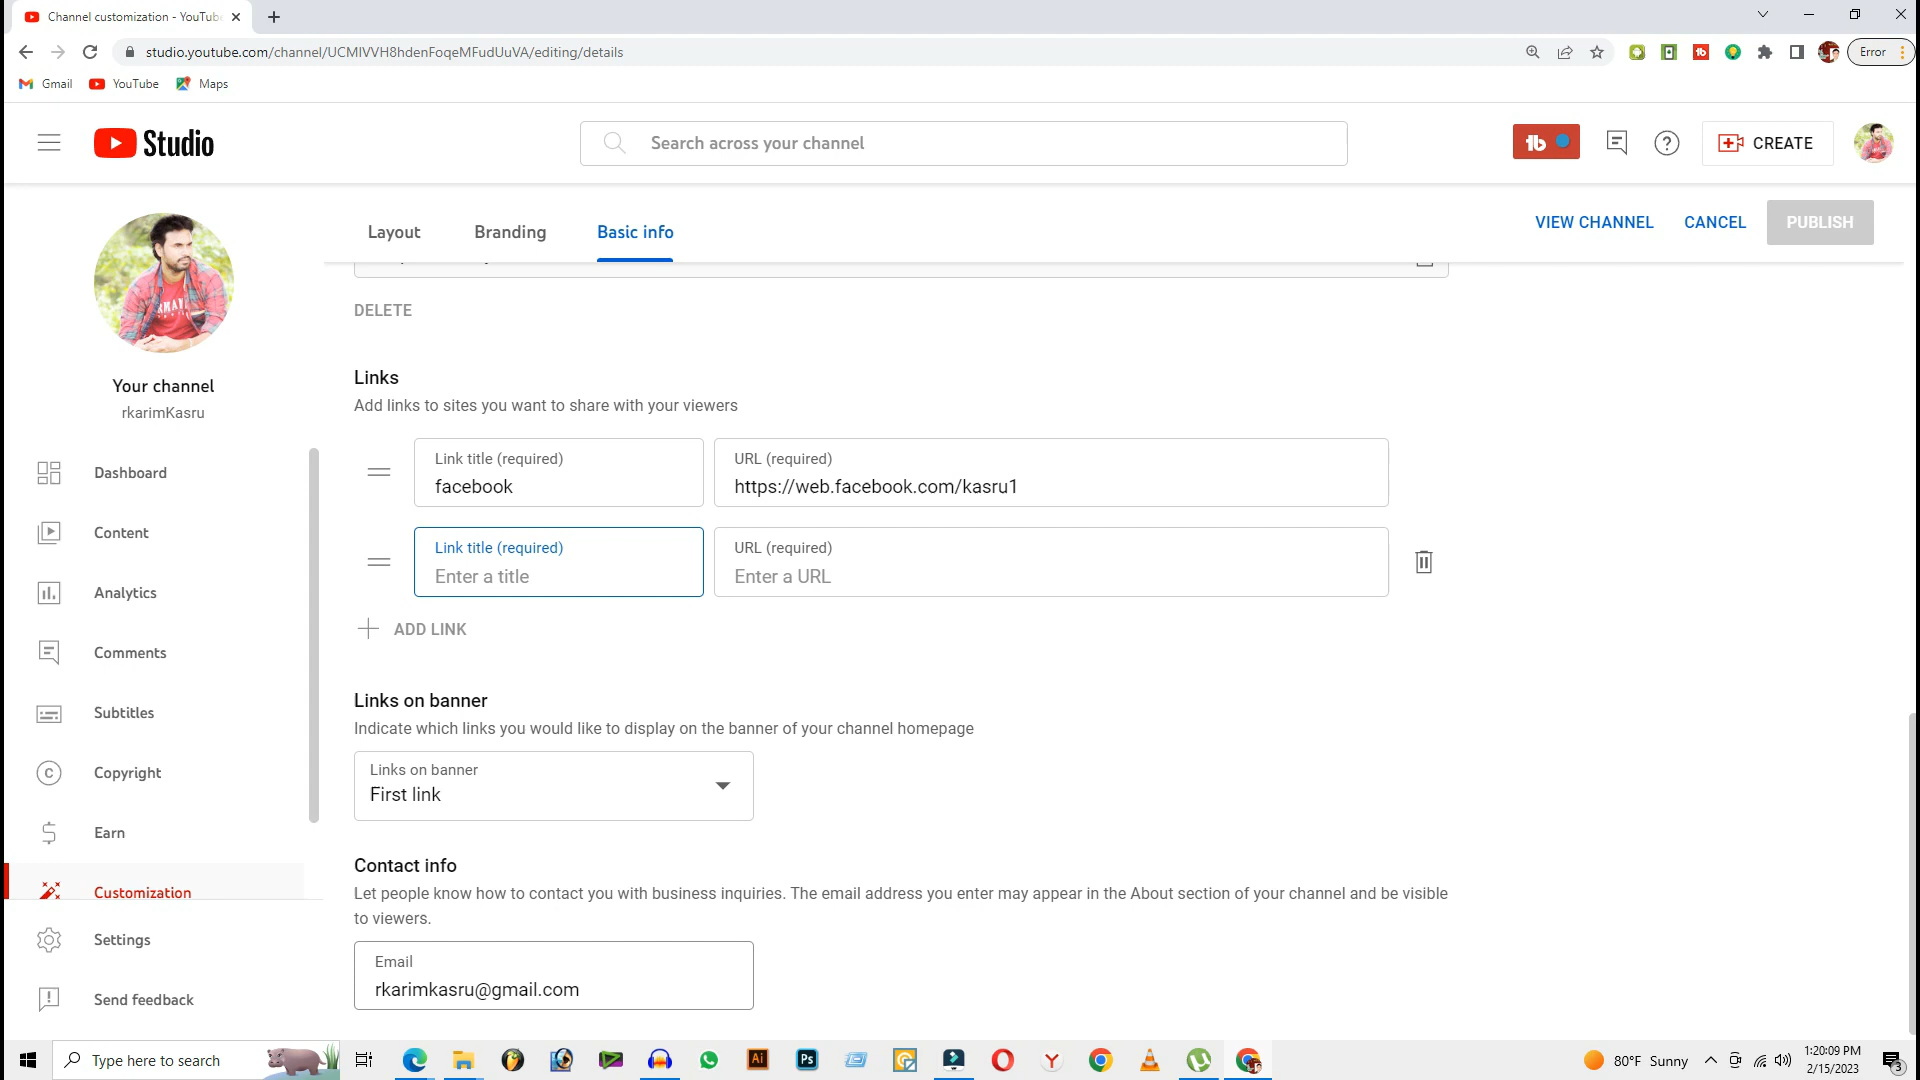 Channel customization - YouTub
studio.youtube.com/channel/UCMIVVH8hdenFoqeMFudUuVA/editing/details
Error
Gmail
YouTube
Maps
Studio
Search across your channel
CREATE
Layout
Branding
Basic info
VIEW CHANNEL
CANCEL
PUBLISH
DELETE
Your channel
rkarimKasru
Dashboard
Content
Analytics
Comments
Subtitles
Copyright
Earn
Customization
Settings
Send feedback
Links
Add links to sites you want to share with your viewers
Link title (required)
facebook
URL (required)
https://web.facebook.com/kasru1
Link title (required)
Enter a title
URL (required)
Enter a URL
ADD LINK
Links on banner
Indicate which links you would like to display on the banner of your channel homepage
Links on banner
First link
Contact info
Let people know how to contact you with business inquiries. The email address you enter may appear in the About section of your channel and be visible
to viewers.
Email
rkarimkasru@gmail.com
Type here to search
Ai
Ps
80°F Sunny
1:20:09 PM
2/15/2023
3